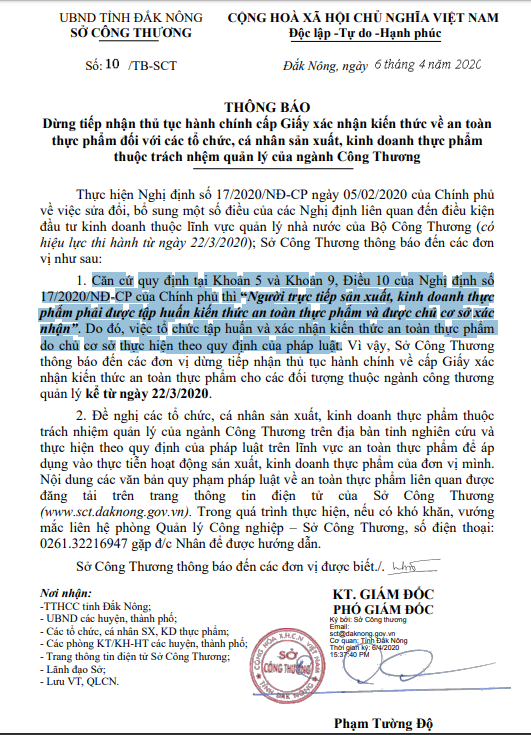 UBND TỈNH ĐẮK NÔNG
SỞ CÔNG THƯƠNG
CỘNG HOÀ XÃ HỘI CHỦ NGHĨA VIỆT NAM
Độc lập -Tự do -Hạnh phúc
Số: 10 /TB-SCT
Đắk Nông, ngày 6 tháng 4 năm 2020
THÔNG BÁO
Dừng tiếp nhận thủ tục hành chính cấp Giấy xác nhận kiến thức về an toàn
thực phẩm đối với các tổ chức, cá nhân sản xuất, kinh doanh thực phẩm
thuộc trách nhệm quản lý của ngành Công Thương
Thực hiện Nghị định số 17/2020/NĐ-CP ngày 05/02/2020 của Chính phủ
về việc sửa đổi, bổ sung một số điều của các Nghị định liên quan đến điều kiện
đầu tư kinh doanh thuộc lĩnh vực quản lý nhà nước của Bộ Công Thương (có
hiệu lực thi hành từ ngày 22/3/2020); Sở Công Thương thông báo đến các đơn
vị như sau:
1. Căn cứ quy định tại Khoản 5 và Khoản 9, Điều 10 của Nghị định số
17/2020/NĐ-CP của Chính phủ thì “Người trực tiếp sản xuất, kinh doanh thực
phẩm phải được tập huấn kiến thức an toàn thực phẩm và được chủ cơ sở xác
nhận”. Do đó, việc tổ chức tập huấn và xác nhận kiến thức an toàn thực phẩm
do chủ cơ sở thực hiện theo quy định của pháp luật. Vì vậy, Sở Công Thương
thông báo đến các đơn vị dừng tiếp nhận thủ tục hành chính về cấp Giấy xác
nhận kiến thức an toàn thực phẩm cho các đối tượng thuộc ngành công thương
quản lý kể từ ngày 22/3/2020.
2. Đề nghị các tổ chức, cá nhân sản xuất, kinh doanh thực phẩm thuộc
trách nhiệm quản lý của ngành Công Thương trên địa bàn tỉnh nghiên cứu và
thực hiện theo quy định của pháp luật trên lĩnh vực an toàn thực phẩm để áp
dụng vào thực tiễn hoạt động sản xuất, kinh doanh thực phẩm của đơn vị mình.
Nội dung các văn bản quy phạm pháp luật về an toàn thực phẩm liên quan được
đăng tải trên trang thông tin điện tử của Sở Công Thương
(www.sct.daknong.gov.vn). Trong quá trình thực hiện, nếu có khó khăn, vướng
mắc liên hệ phòng Quản lý Công nghiệp – Sở Công Thương, số điện thoại:
0261.32216947 gặp đ/c Nhân để được hướng dẫn.
Sở Công Thương thông báo đến các đơn vị được biết./.
Nơi nhận:
-TTHCC tỉnh Đắk Nông;
- UBND các huyện, thành phố;
- Các tổ chức, cá nhân SX, KD thực phẩm;
- Các phòng KT/KH-HT các huyện, thành phố;
- Trang thông tin điện tử Sở Công Thương;
- Lãnh đạo Sở;
- Lưu VT, QLCN.
KT. GIÁM ĐỐC
PHÓ GIÁM ĐỐC
Ký bởi: Sở Công thương
Email:
sct@daknong.gov.vn
Cơ quan: Tỉnh Đắk Nông
Thời gian ký: 6/4/2020
15:37:40 PM
CỘNG HÒA X.H.C.N VIỆT NAM
SỞ
CÔNG THƯƠNG
TỈNH ĐẮK NÔNG
Phạm Tường Độ